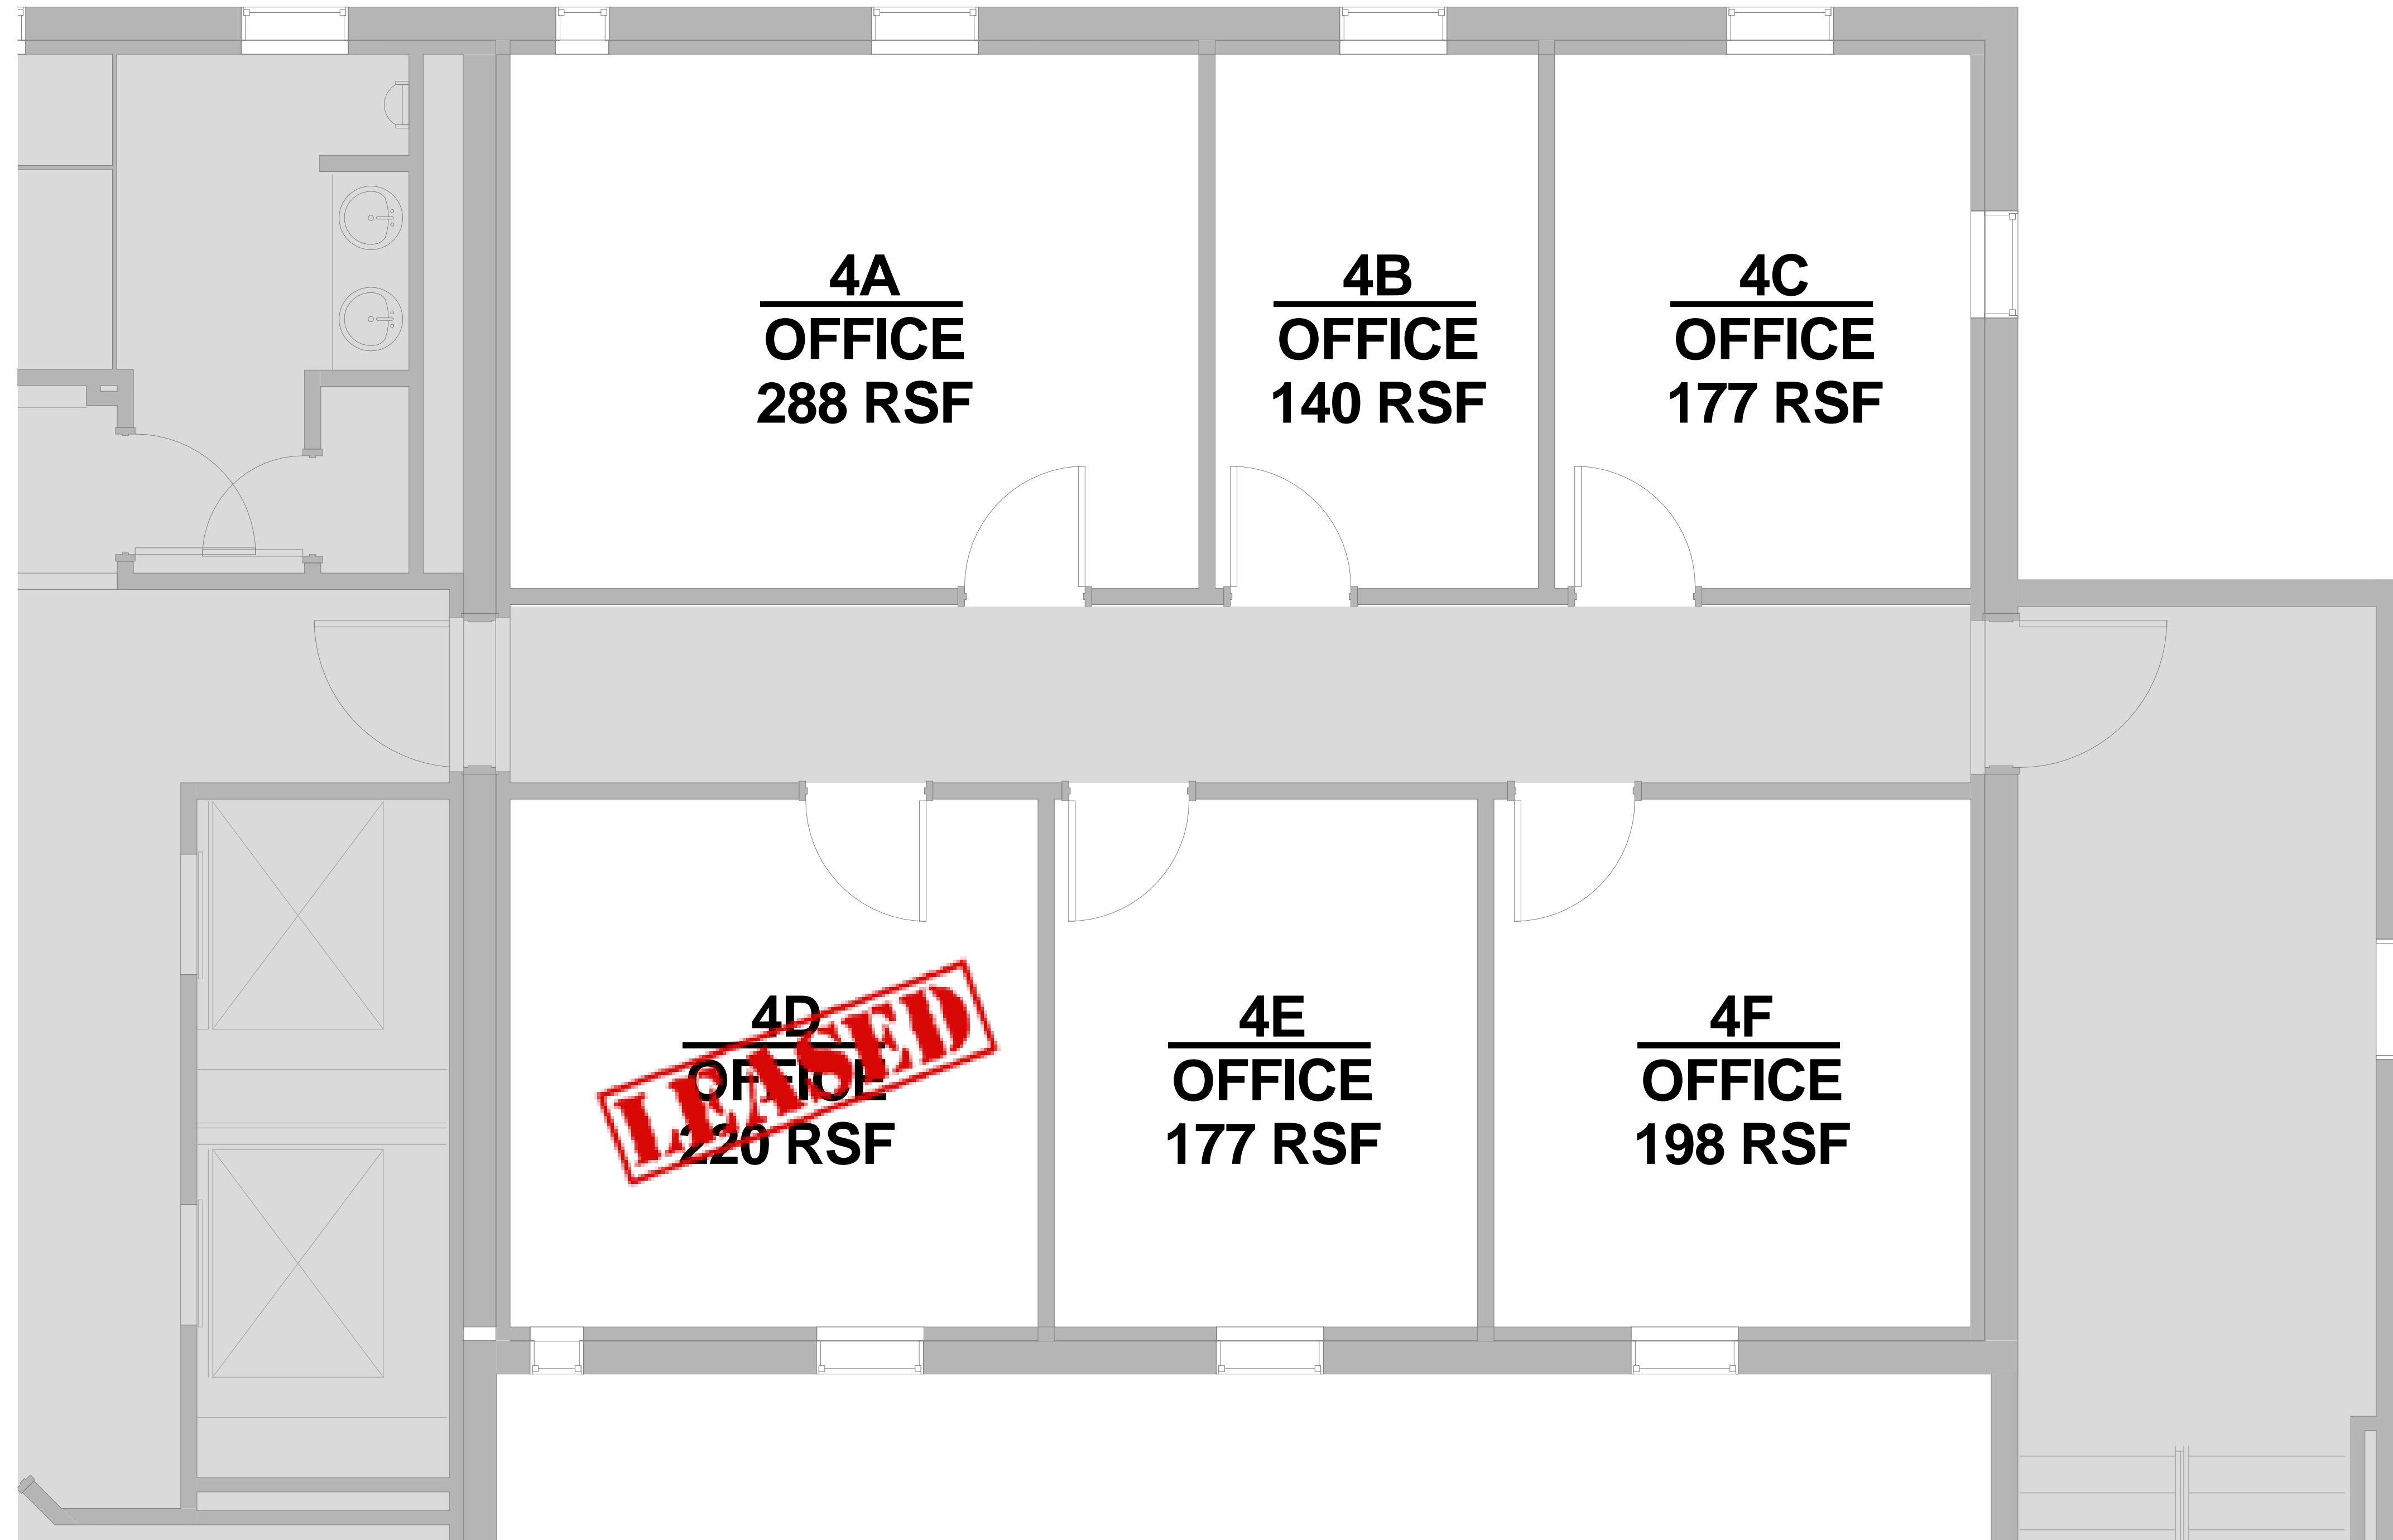 4A
OFFICE
288 RSF
4B
OFFICE
140 RSF
4C
OFFICE
177 RSF
4D
OFFICE
220 RSF
LEASED
4E
OFFICE
177 RSF
4F
OFFICE
198 RSF